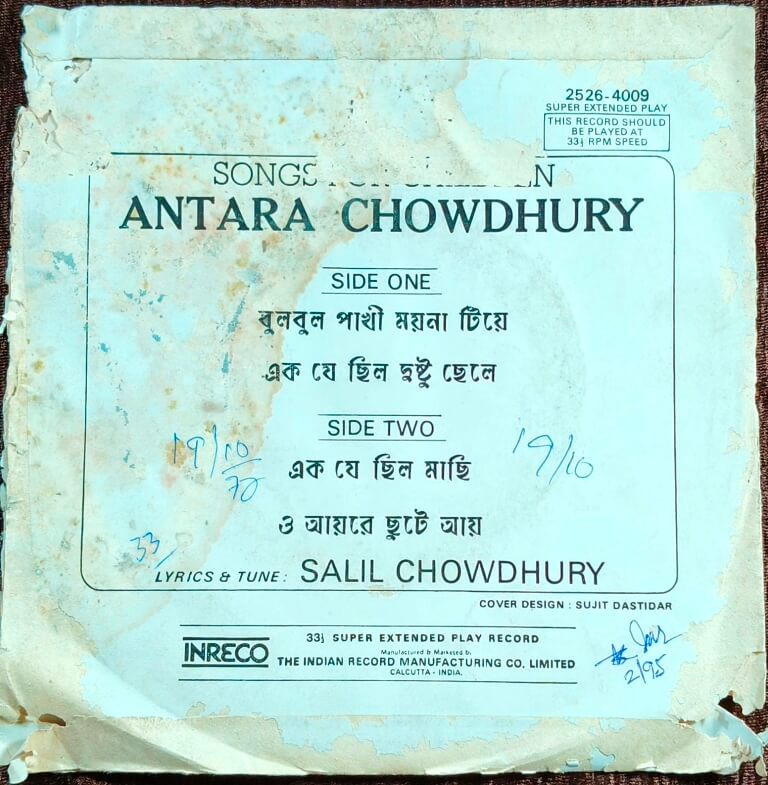 2526-4009
SUPER EXTENDED PLAY
THIS RECORD SHOULD
BE PLAYED AT
33⅓ RPM SPEED
SONGS FOR CHILDREN
ANTARA CHOWDHURY
SIDE ONE
বুলবুল পাখী ময়না টিয়ে
এক যে ছিল দুষ্টু ছেলে
SIDE TWO
19/10
19/10
এক যে ছিল মাছি
ও আয়রে ছুটে আয়
33/
LYRICS & TUNE: SALIL CHOWDHURY
COVER DESIGN : SUJIT DASTIDAR
INRECO
33⅓ SUPER EXTENDED PLAY RECORD
Manufactured & Marketed by
THE INDIAN RECORD MANUFACTURING CO. LIMITED
CALCUTTA - INDIA.
2/95